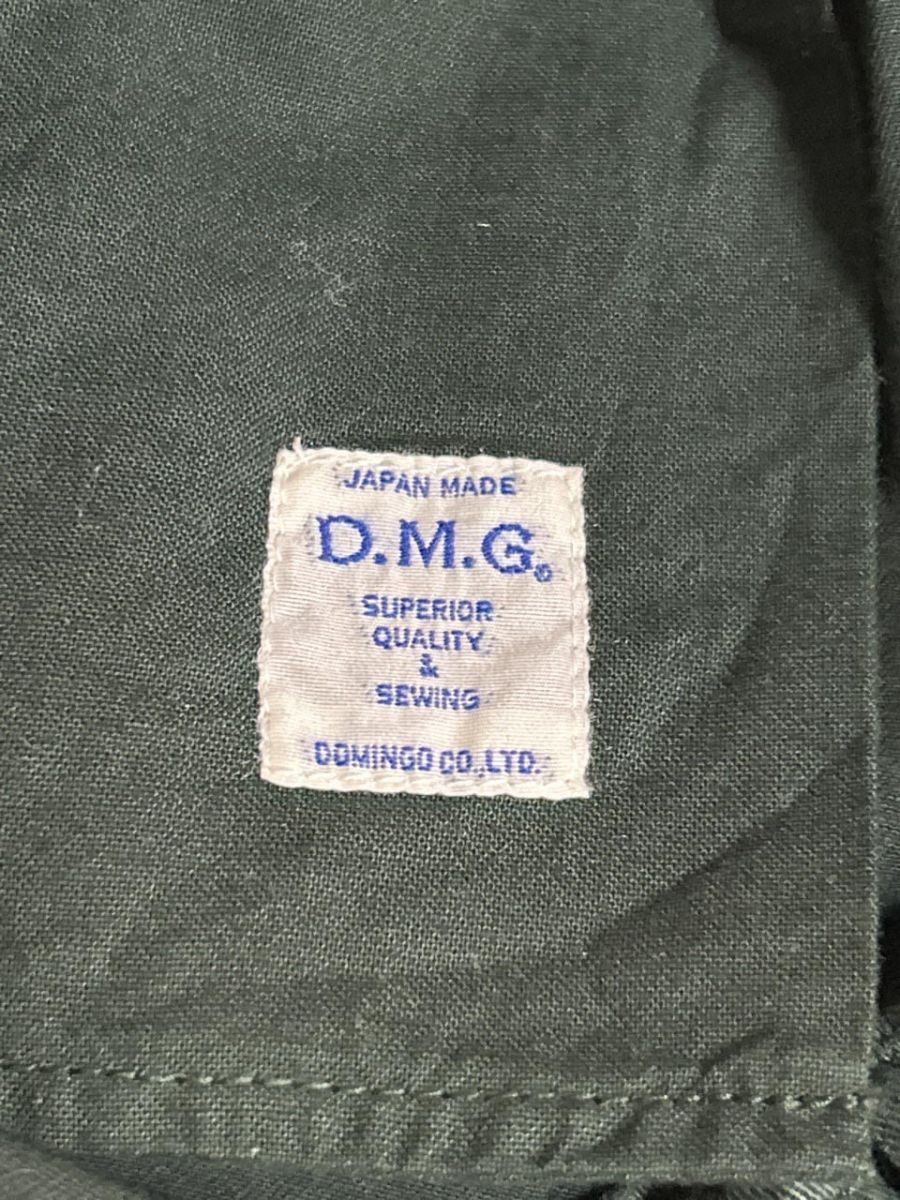 JAPAN MADE
D.M.G.
SUPERIOR
QUALITY
&
SEWING
DOMINGO CO.,LTD.